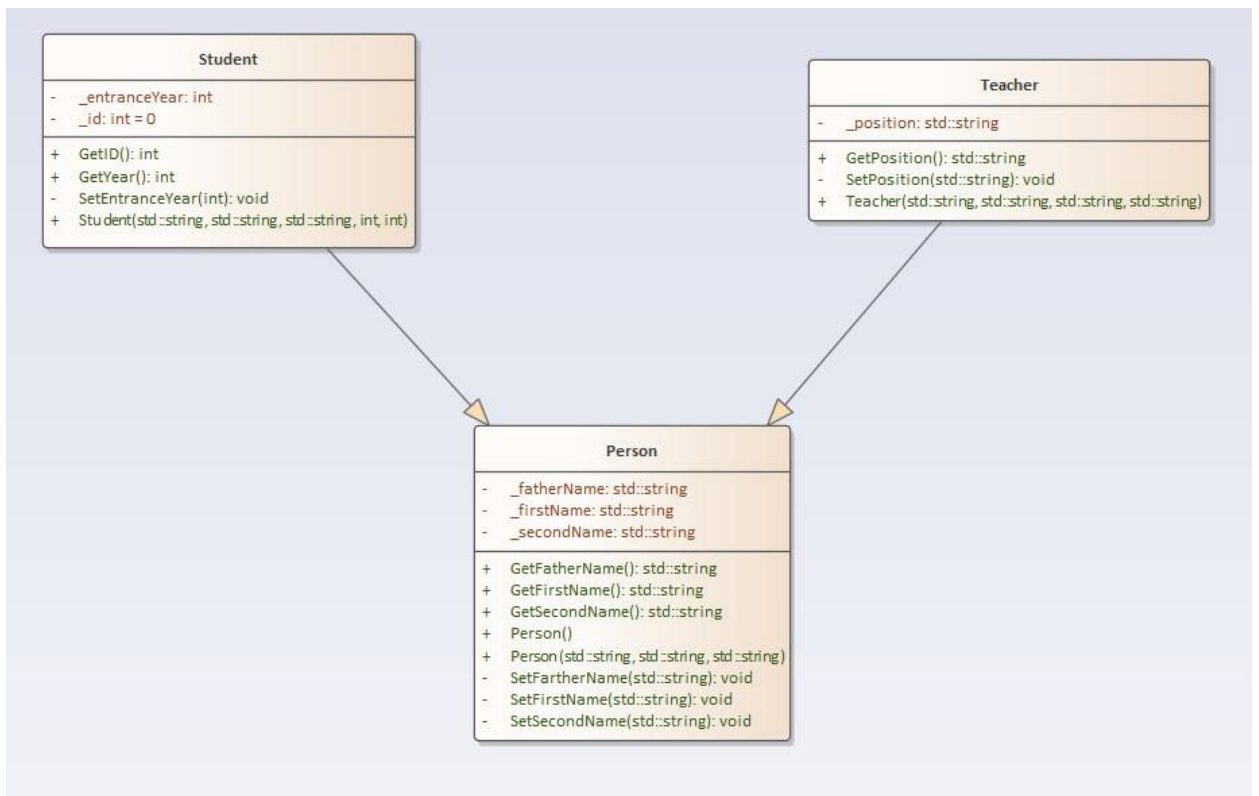 Student
- _entranceYear: int
- _id: int = 0
+ GetID(): int
+ GetYear(): int
- SetEntranceYear(int): void
+ Student(std::string, std::string, std::string, int, int)
Teacher
- _position: std::string
+ GetPosition(): std::string
- SetPosition(std::string): void
+ Teacher(std::string, std::string, std::string, std::string)
Person
- _fatherName: std::string
- _firstName: std::string
- _secondName: std::string
+ GetFatherName(): std::string
+ GetFirstName(): std::string
+ GetSecondName(): std::string
+ Person()
+ Person(std::string, std::string, std::string)
- SetFartherName(std::string): void
- SetFirstName(std::string): void
- SetSecondName(std::string): void